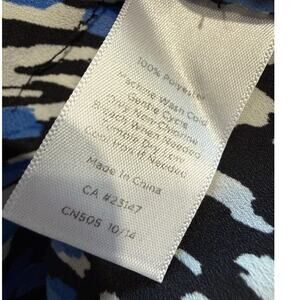 100% Polyester
Machine Wash Cold
Gentle Cycle
Only Non-Chlorine
Bleach When Needed
Tumble Dry Low
Cool Iron If Needed
Made in China
CA #23147
CN505 10/14